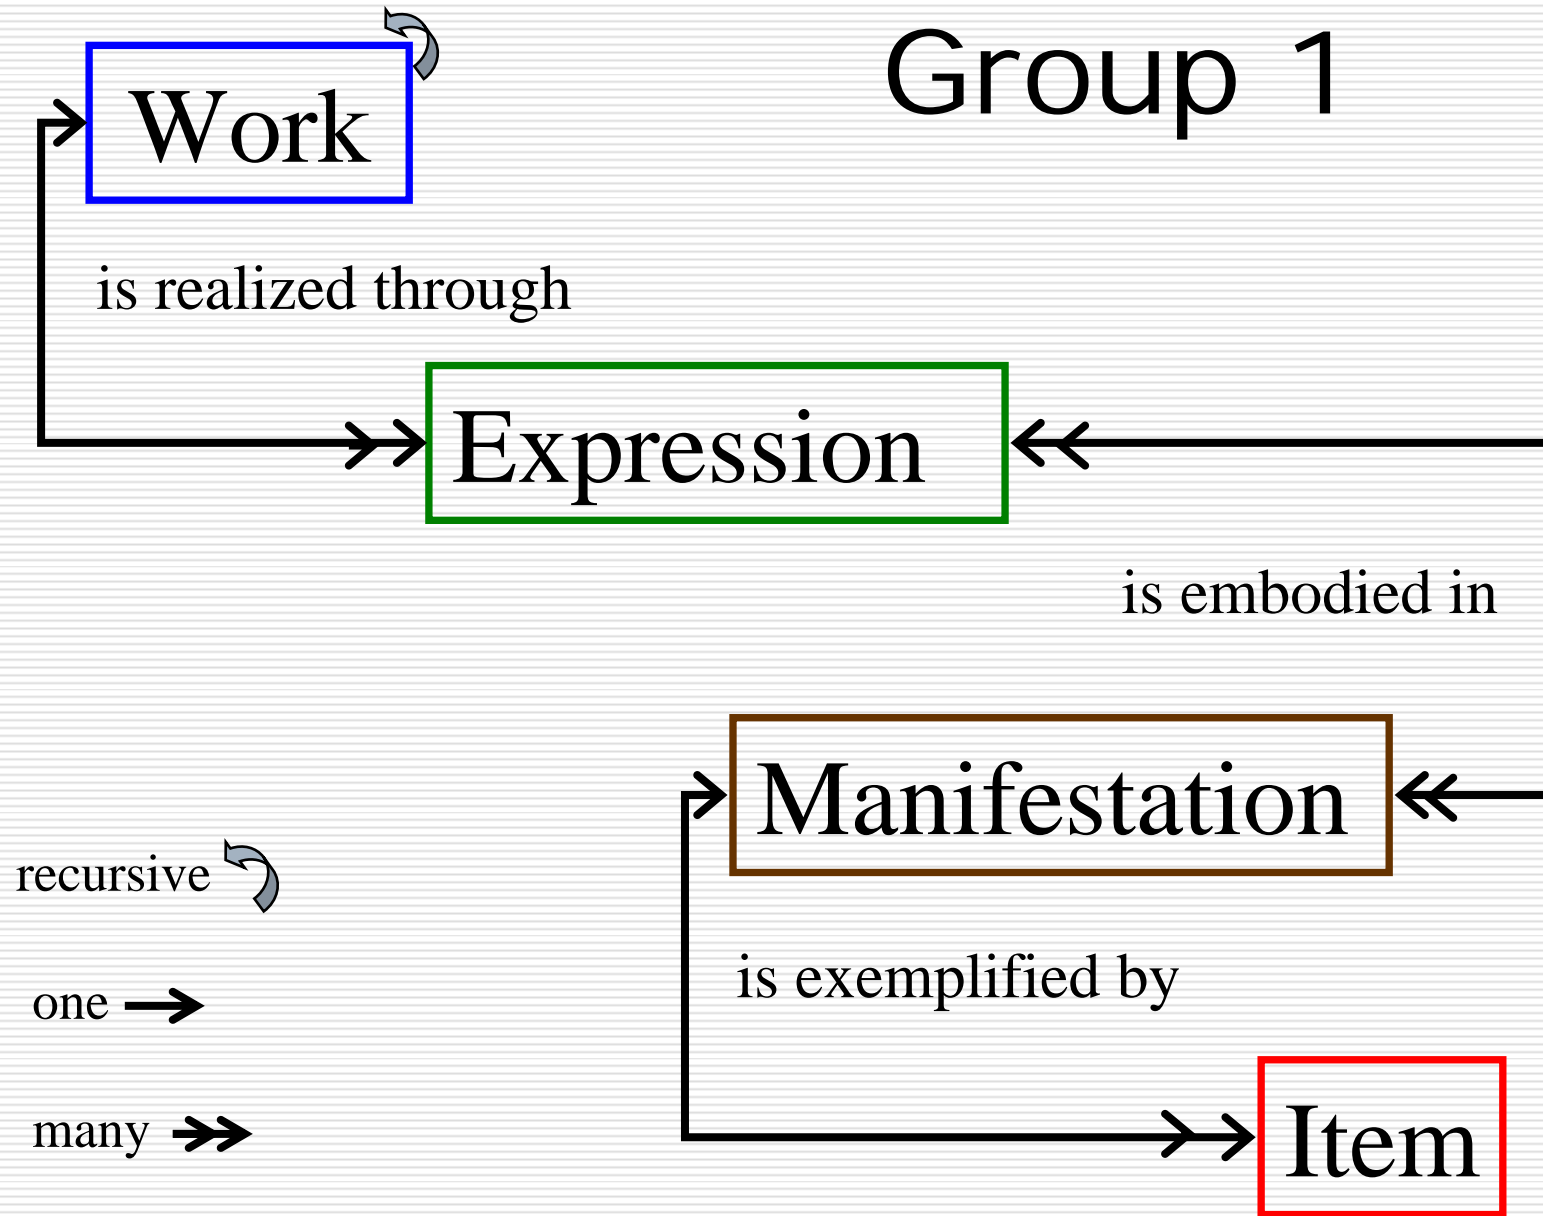 Group 1
Work
is realized through
Expression
is embodied in
Manifestation
recursive
is exemplified by
one
many
Item